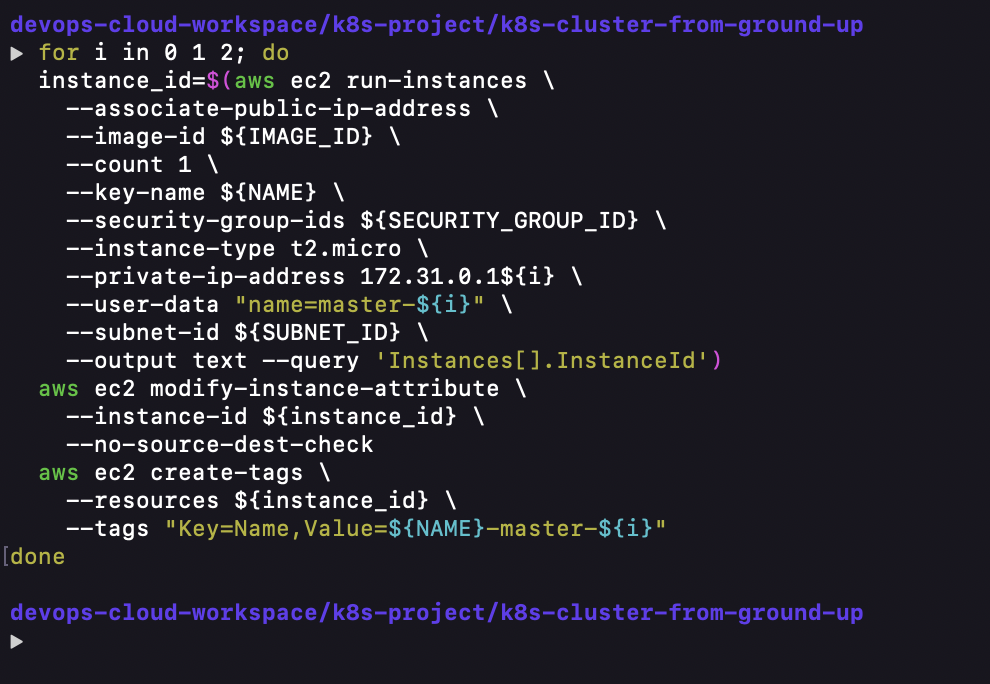 devops-cloud-workspace/k8s-project/k8s-cluster-from-ground-up
▶ for i in 0 1 2; do
  instance_id=$(aws ec2 run-instances \
    --associate-public-ip-address \
    --image-id ${IMAGE_ID} \
    --count 1 \
    --key-name ${NAME} \
    --security-group-ids ${SECURITY_GROUP_ID} \
    --instance-type t2.micro \
    --private-ip-address 172.31.0.1${i} \
    --user-data "name=master-${i}" \
    --subnet-id ${SUBNET_ID} \
    --output text --query 'Instances[].InstanceId')
  aws ec2 modify-instance-attribute \
    --instance-id ${instance_id} \
    --no-source-dest-check
  aws ec2 create-tags \
    --resources ${instance_id} \
    --tags "Key=Name,Value=${NAME}-master-${i}"
[done
devops-cloud-workspace/k8s-project/k8s-cluster-from-ground-up
▶